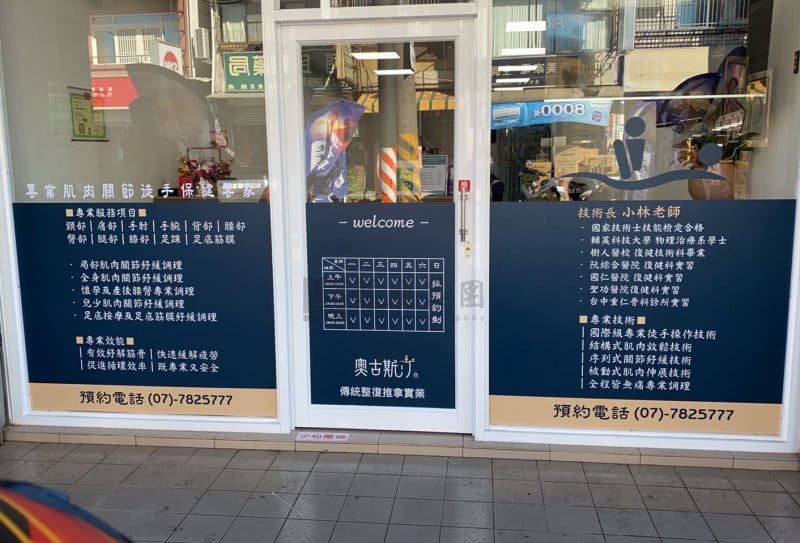 專業肌肉關節徒手保健專家
專業服務項目
頸部│肩部│手肘│手腕│背部│腰部
臀部│腿部│膝部│足踝│足底筋膜
· 局部肌肉關節紓緩調理
· 全身肌肉關節紓緩調理
· 懷孕及產後腰臀專業調理
· 兒少肌肉關節紓緩調理
· 足底按摩及足底筋膜紓緩調理
專業效能
│有效紓解筋骨│快速緩解疲勞
│促進循環效率│既專業又安全
預約電話 (07)-7825777
– welcome –
星期 一 二 三 四 五 六 日
上午 V V V V V V 採預約制
下午 V V V V V V
晚上 V V V V V V
奧古斯汀®
傳統整復推拿實業
小心階梯
0008
技術長 小林老師
· 國家技術士技能檢定合格
· 輔英科技大學 物理治療系學士
· 樹人醫校 復健技術科畢業
· 阮綜合醫院 復健科實習
· 國仁醫院 復健科實習
· 聖功醫院 復健科實習
· 台中重仁骨科診所實習
專業技術
│國際級專業徒手操作技術
│結構式肌肉放鬆技術
│序列式關節紓緩技術
│被動式肌肉伸展技術
│全程皆無痛專業調理
預約電話 (07)-7825777